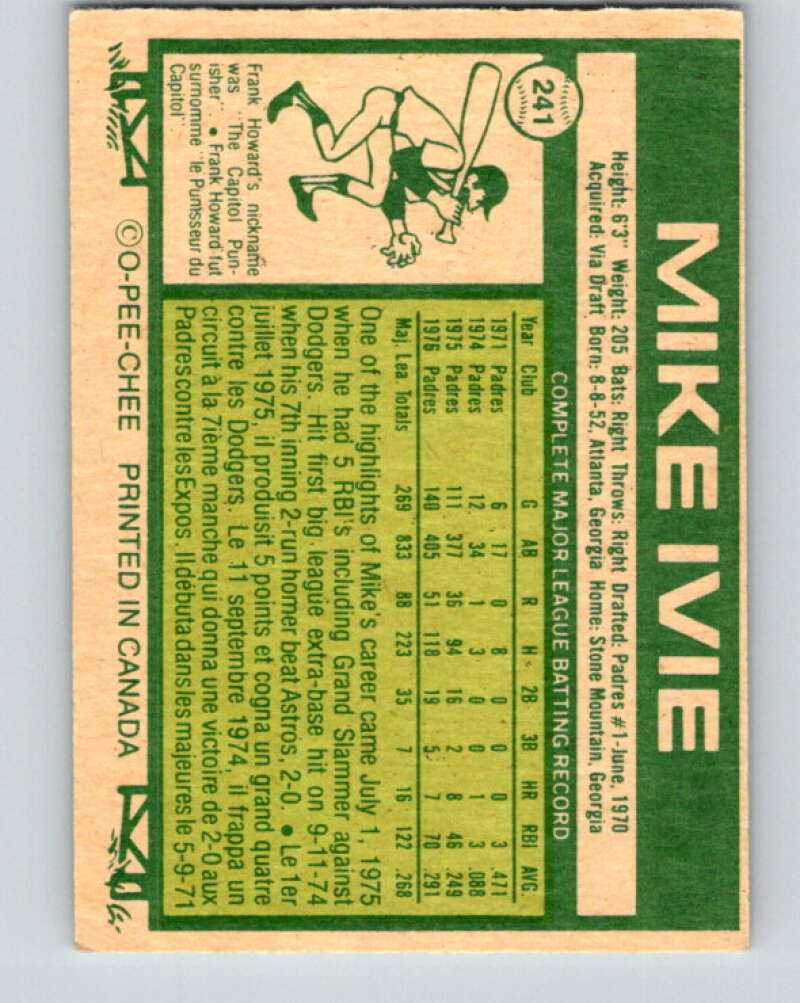 MIKE IVIE
Height: 6'3" Weight: 205 Bats: Right Throws: Right Drafted: Padres #1-June, 1970
Acquired: Via Draft Born: 8-8-52, Atlanta, Georgia Home: Stone Mountain, Georgia
241
COMPLETE MAJOR LEAGUE BATTING RECORD
Year Club G AB R H 2B 3B HR RBI AVG.
1971 Padres 6 17 0 8 0 0 0 3 .471
1974 Padres 12 34 1 3 0 0 1 3 .088
1975 Padres 111 377 36 94 16 2 8 46 .249
1976 Padres 140 405 51 118 19 5 7 70 .291
Maj. Lea. Totals 269 833 88 223 35 7 16 122 .268
One of the highlights of Mike's career came July 1, 1975
when he had 5 RBI's including Grand Slammer against
Dodgers. Hit first big league extra-base hit on 9-11-74
when his 7th inning 2-run homer beat Astros, 2-0. ● Le 1er
juillet 1975, il produisit 5 points et cogna un grand quatre
contre les Dodgers. Le 11 septembre 1974, il frappa un
circuit à la 7ième manche qui donna une victoire de 2-0 aux
Padres contre les Expos. Il débuta dans les majeures le 5-9-71
Frank Howard's nickname
was "The Capitol Pun-
isher". ● Frank Howard fut
surnomme "le Punisseur du
Capitol"
© O-PEE-CHEE PRINTED IN CANADA